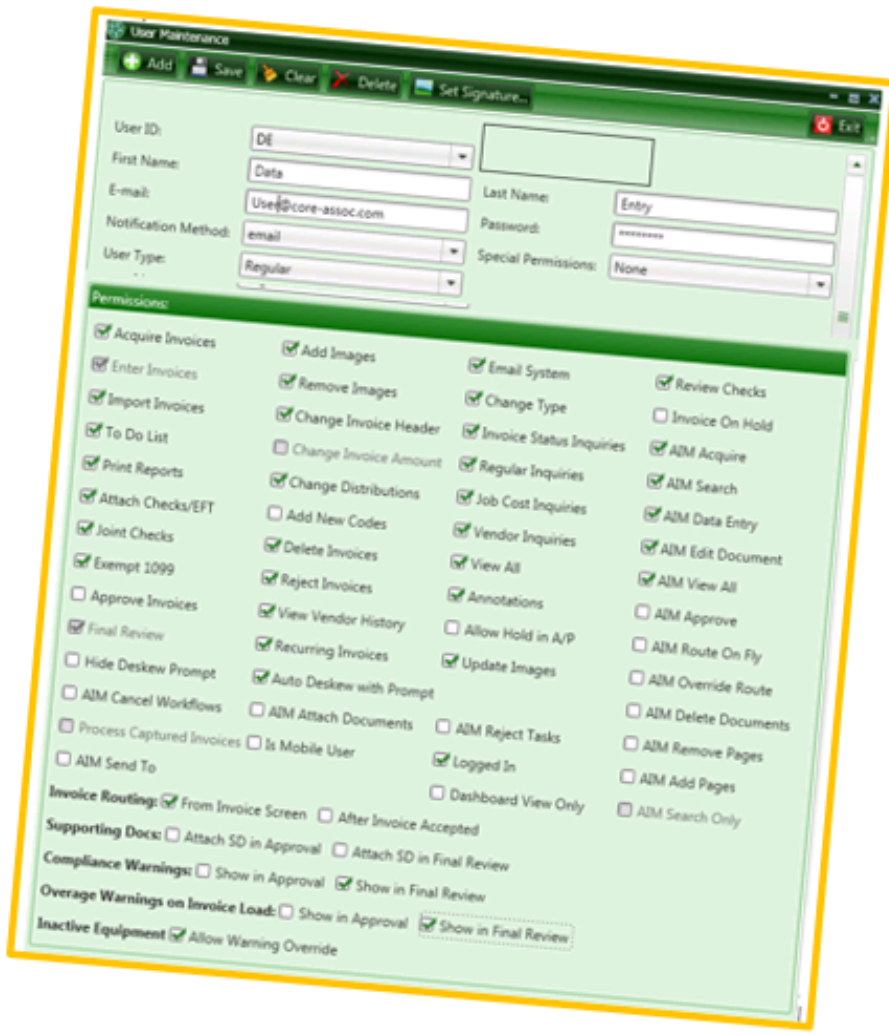 User Maintenance
Add Save Clear Delete Set Signature... Exit
User ID: DE
First Name: Data Last Name: Entry
E-mail: User@core-assoc.com Password: ********
Notification Method: email Special Permissions: None
User Type: Regular
Permissions:
Acquire Invoices Add Images Email System Review Checks
Enter Invoices Remove Images Change Type Invoice On Hold
Import Invoices Change Invoice Header Invoice Status Inquiries AIM Acquire
To Do List Change Invoice Amount Regular Inquiries AIM Search
Print Reports Change Distributions Job Cost Inquiries AIM Data Entry
Attach Checks/EFT Add New Codes Vendor Inquiries AIM Edit Document
Joint Checks Delete Invoices View All AIM View All
Exempt 1099 Reject Invoices Annotations AIM Approve
Approve Invoices View Vendor History Allow Hold in A/P AIM Route On Fly
Final Review Recurring Invoices Update Images AIM Override Route
Hide Deskew Prompt Auto Deskew with Prompt AIM Delete Documents
AIM Cancel Workflows AIM Attach Documents AIM Reject Tasks AIM Remove Pages
Process Captured Invoices Is Mobile User Logged In AIM Add Pages
AIM Send To Dashboard View Only AIM Search Only
Invoice Routing: From Invoice Screen After Invoice Accepted
Supporting Docs: Attach SD in Approval Attach SD in Final Review
Compliance Warnings: Show in Approval Show in Final Review
Overage Warnings on Invoice Load: Show in Approval Show in Final Review
Inactive Equipment Allow Warning Override